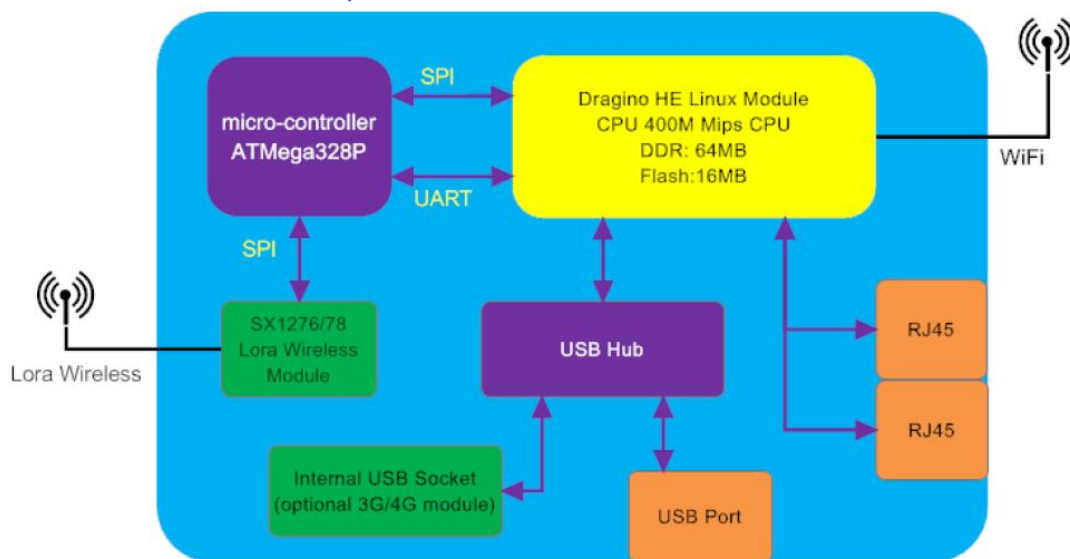 SPI
micro-controller
ATMega328P
Dragino HE Linux Module
CPU 400M Mips CPU
DDR: 64MB
Flash:16MB
WiFi
UART
SPI
SX1276/78
Lora Wireless
Module
Lora Wireless
USB Hub
RJ45
RJ45
Internal USB Socket
(optional 3G/4G module)
USB Port